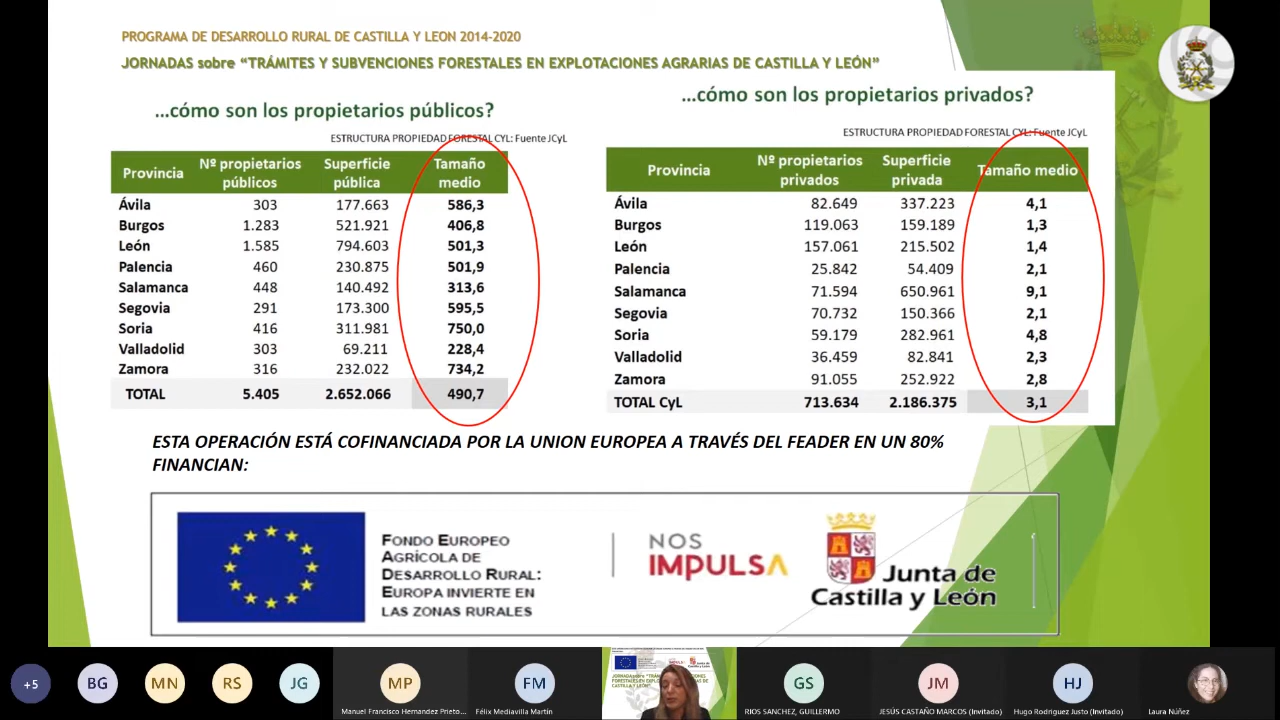 PROGRAMA DE DESARROLLO RURAL DE CASTILLA Y LEON 2014-2020
JORNADAS sobre “TRÁMITES Y SUBVENCIONES FORESTALES EN EXPLOTACIONES AGRARIAS DE CASTILLA Y LEÓN”
...cómo son los propietarios públicos?
ESTRUCTURA PROPIEDAD FORESTAL CYL: Fuente JCyL
Provincia Nº propietarios públicos Superficie pública Tamaño medio
Ávila 303 177.663 586,3
Burgos 1.283 521.921 406,8
León 1.585 794.603 501,3
Palencia 460 230.875 501,9
Salamanca 448 140.492 313,6
Segovia 291 173.300 595,5
Soria 416 311.981 750,0
Valladolid 303 69.211 228,4
Zamora 316 232.022 734,2
TOTAL 5.405 2.652.066 490,7
...cómo son los propietarios privados?
ESTRUCTURA PROPIEDAD FORESTAL CYL: Fuente JCyL
Provincia Nº propietarios privados Superficie privada Tamaño medio
Ávila 82.649 337.223 4,1
Burgos 119.063 159.189 1,3
León 157.061 215.502 1,4
Palencia 25.842 54.409 2,1
Salamanca 71.594 650.961 9,1
Segovia 70.732 150.366 2,1
Soria 59.179 282.961 4,8
Valladolid 36.459 82.841 2,3
Zamora 91.055 252.922 2,8
TOTAL CyL 713.634 2.186.375 3,1
ESTA OPERACIÓN ESTÁ COFINANCIADA POR LA UNION EUROPEA A TRAVÉS DEL FEADER EN UN 80%
FINANCIAN:
FONDO EUROPEO
AGRÍCOLA DE
DESARROLLO RURAL:
EUROPA INVIERTE EN
LAS ZONAS RURALES
NOS
IMPULSA
Junta de
Castilla y León
+5
BG
MN
RS
JG
MP
Manuel Francisco Hernandez Prieto...
FM
Félix Mediavilla Martín
GS
RIOS SANCHEZ, GUILLERMO
JM
JESÚS CASTAÑO MARCOS (Invitado)
HJ
Hugo Rodriguez Justo (Invitado)
Laura Núñez